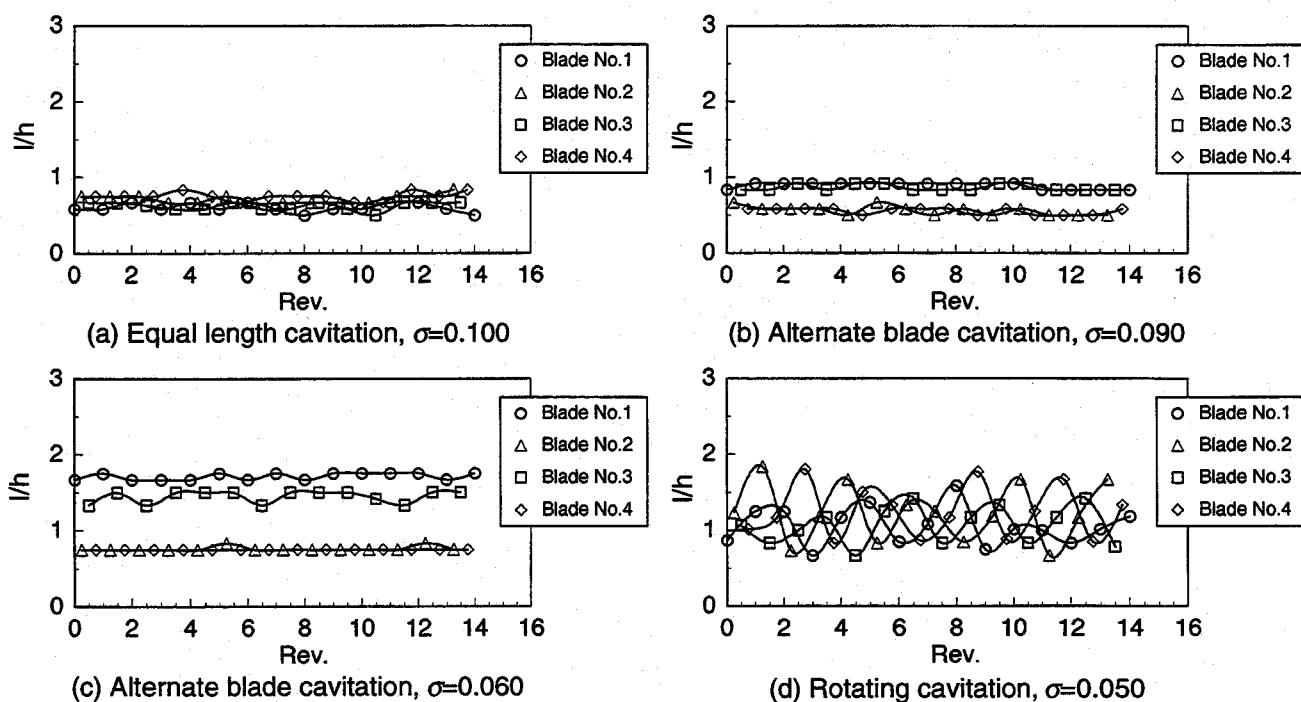 3
2
1
0
l/h
0 2 4 6 8 10 12 14 16
Rev.
Blade No.1
Blade No.2
Blade No.3
Blade No.4
(a) Equal length cavitation, σ=0.100
3
2
1
0
l/h
0 2 4 6 8 10 12 14 16
Rev.
Blade No.1
Blade No.2
Blade No.3
Blade No.4
(b) Alternate blade cavitation, σ=0.090
3
2
1
0
l/h
0 2 4 6 8 10 12 14 16
Rev.
Blade No.1
Blade No.2
Blade No.3
Blade No.4
(c) Alternate blade cavitation, σ=0.060
3
2
1
0
l/h
0 2 4 6 8 10 12 14 16
Rev.
Blade No.1
Blade No.2
Blade No.3
Blade No.4
(d) Rotating cavitation, σ=0.050